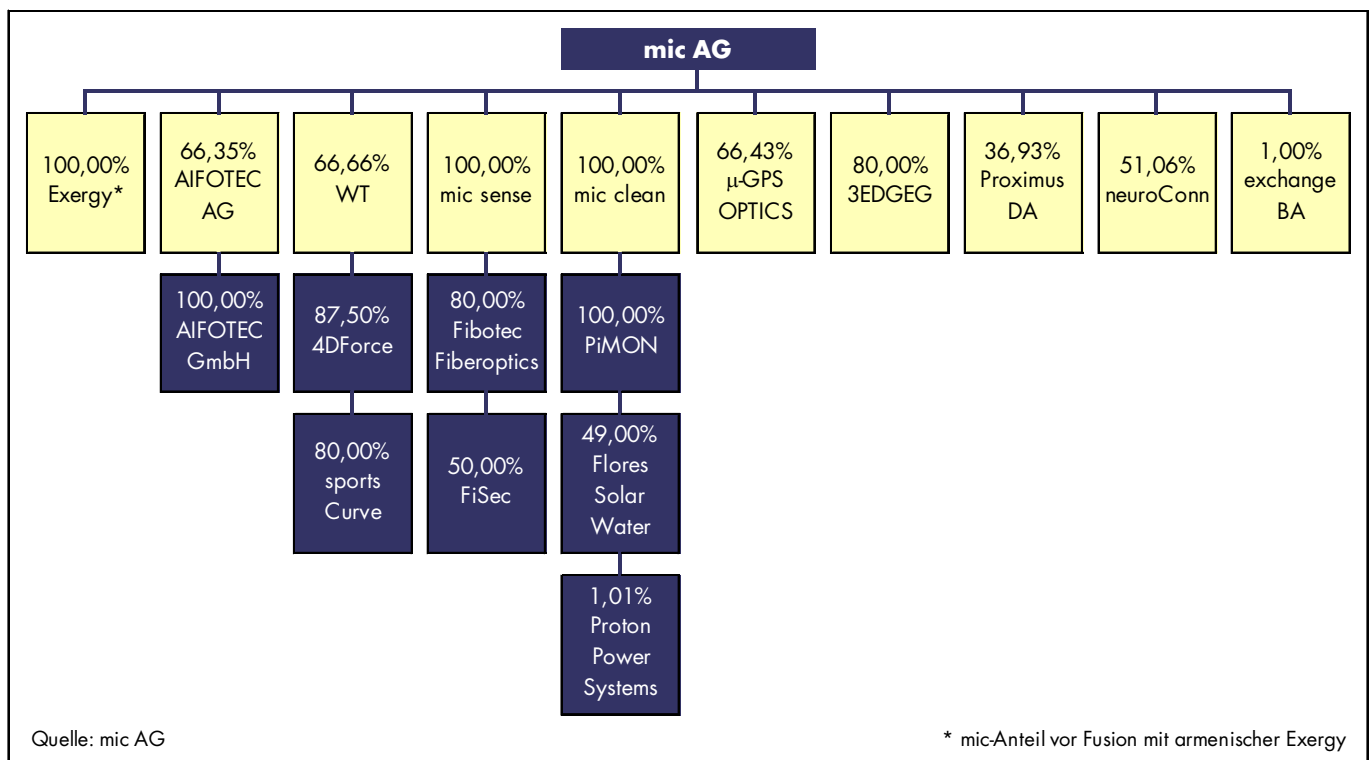 mic AG
100,00%
Exergy*
66,35%
AIFOTEC
AG
66,66%
WT
100,00%
mic sense
100,00%
mic clean
66,43%
μ-GPS
OPTICS
80,00%
3EDGEG
36,93%
Proximus
DA
51,06%
neuroConn
1,00%
exchange
BA
100,00%
AIFOTEC
GmbH
87,50%
4DForce
80,00%
Fibotec
Fiberoptics
100,00%
PiMON
80,00%
sports
Curve
50,00%
FiSec
49,00%
Flores
Solar
Water
1,01%
Proton
Power
Systems
Quelle: mic AG
* mic-Anteil vor Fusion mit armenischer Exergy